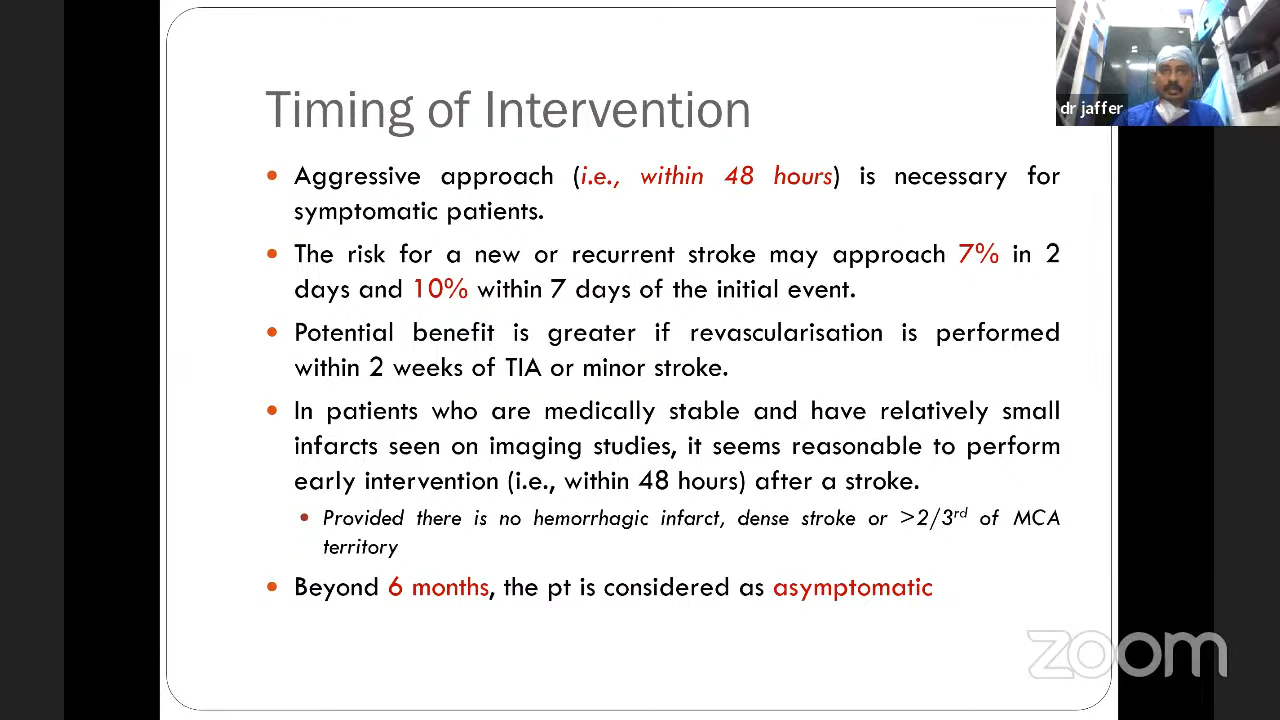 Timing of Intervention
dr jaffer
• Aggressive approach (i.e., within 48 hours) is necessary for
symptomatic patients.
• The risk for a new or recurrent stroke may approach 7% in 2
days and 10% within 7 days of the initial event.
• Potential benefit is greater if revascularisation is performed
within 2 weeks of TIA or minor stroke.
• In patients who are medically stable and have relatively small
infarcts seen on imaging studies, it seems reasonable to perform
early intervention (i.e., within 48 hours) after a stroke.
• Provided there is no hemorrhagic infarct, dense stroke or >2/3rd of MCA
territory
• Beyond 6 months, the pt is considered as asymptomatic
zoom